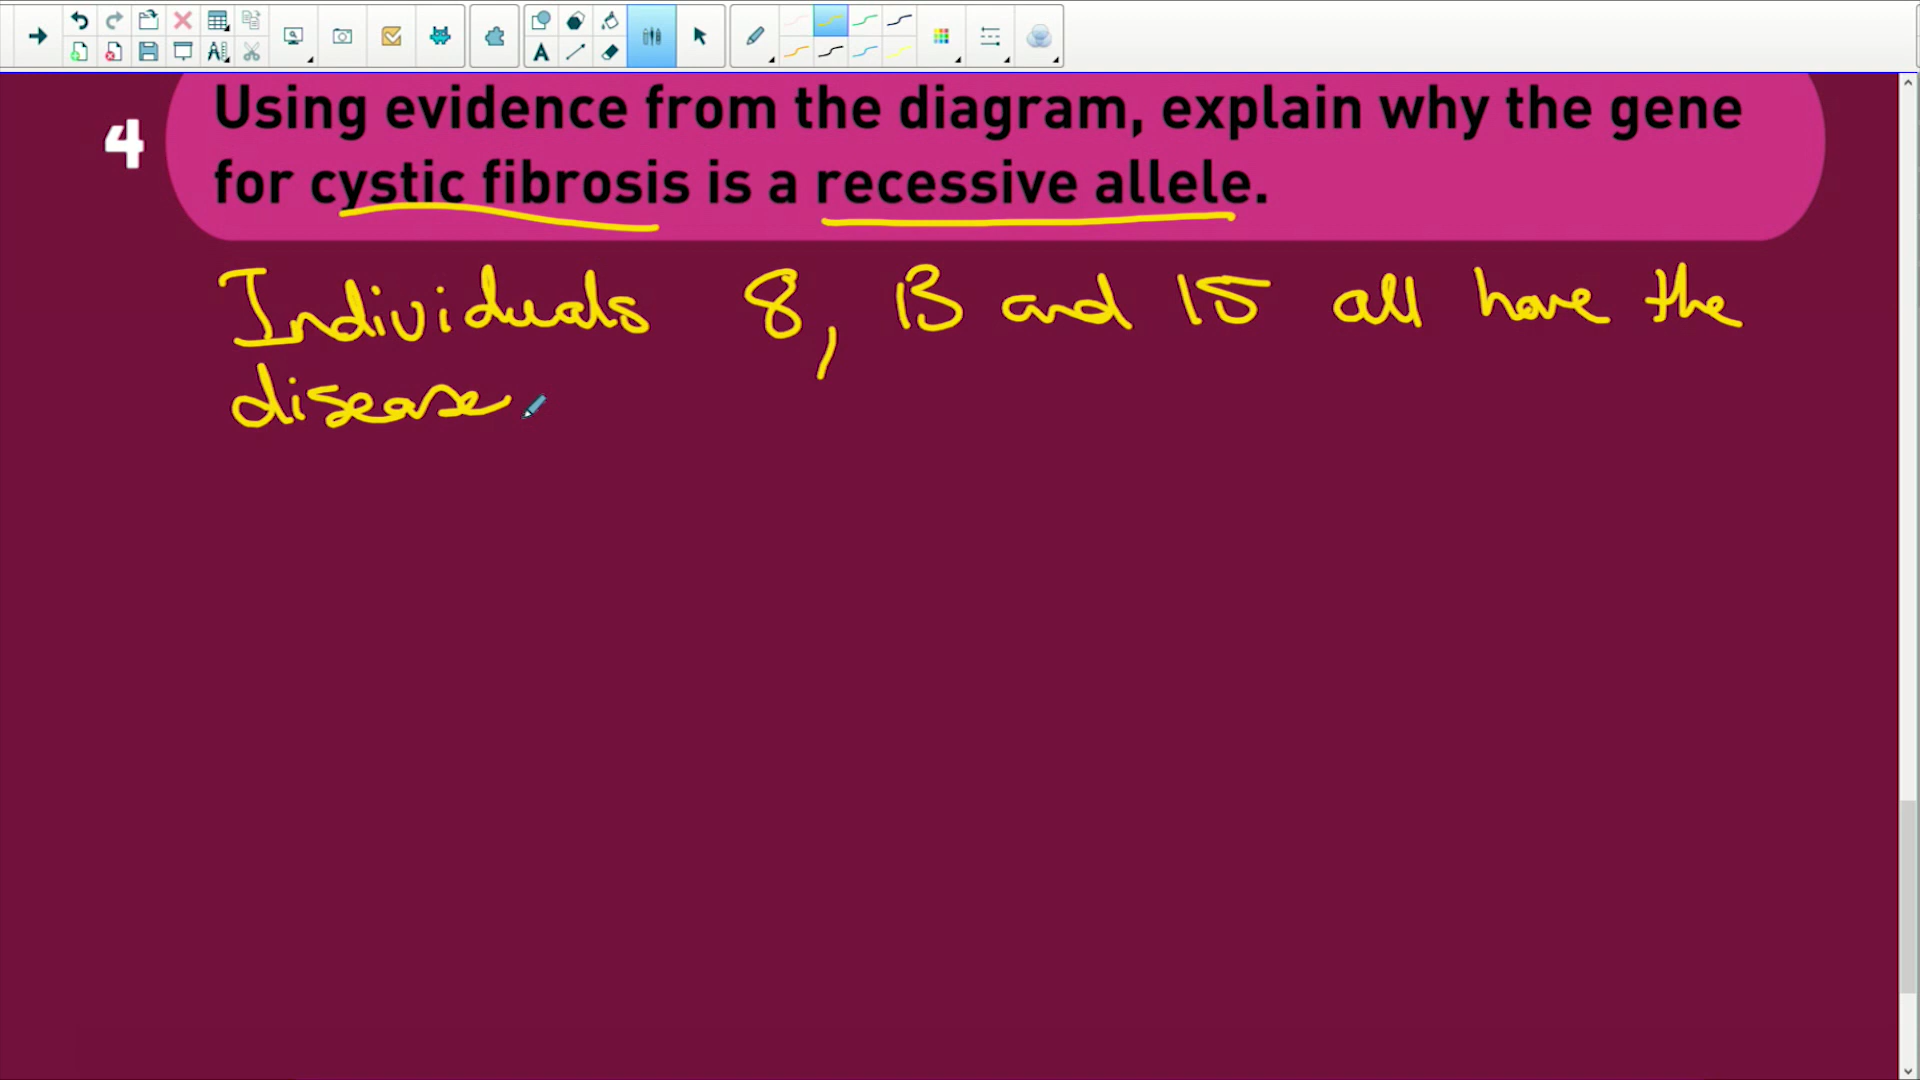 4
Using evidence from the diagram, explain why the gene
for cystic fibrosis is a recessive allele.
Individuals 8, 13 and 15 all have the
disease